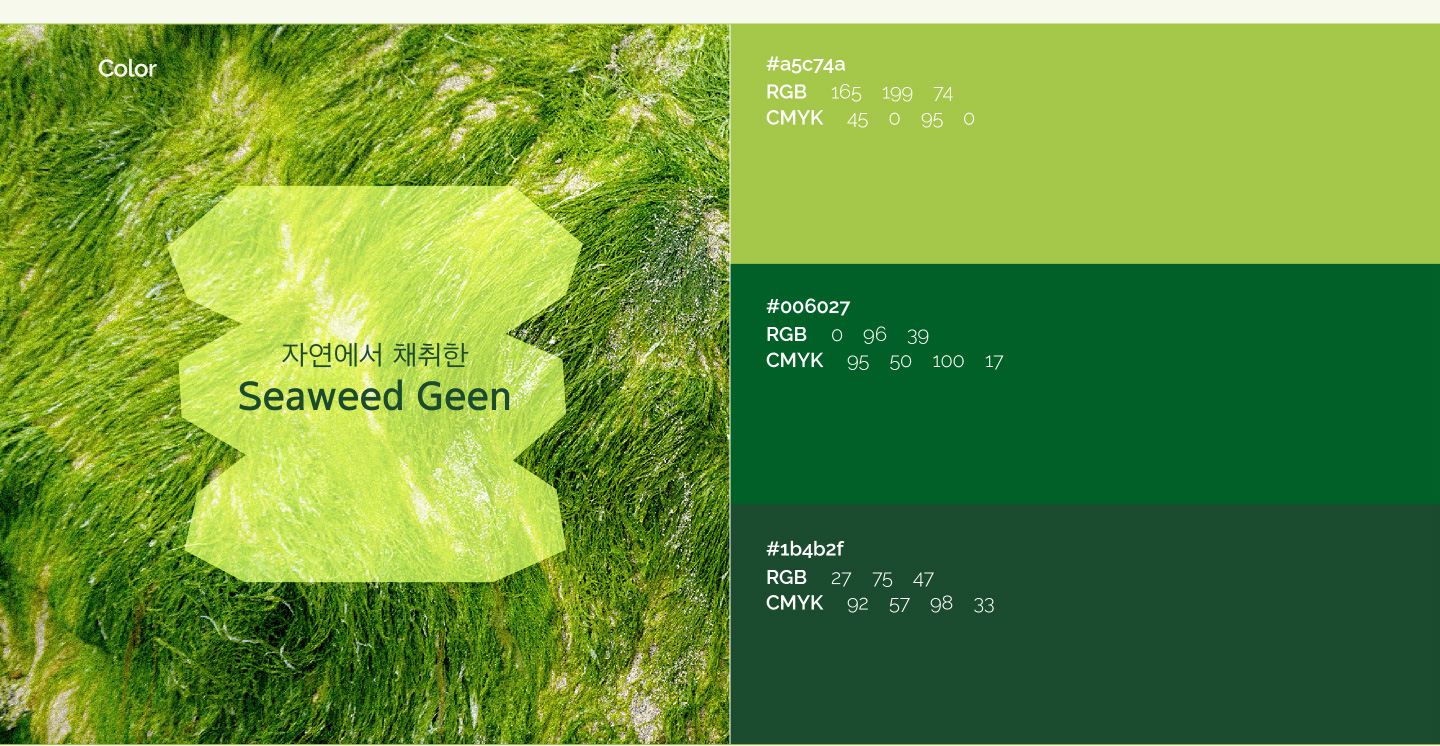 Color
자연에서 채취한
Seaweed Geen
#a5c74a
RGB 165 199 74
CMYK 45 0 95 0
#006027
RGB 0 96 39
CMYK 95 50 100 17
#1b4b2f
RGB 27 75 47
CMYK 92 57 98 33